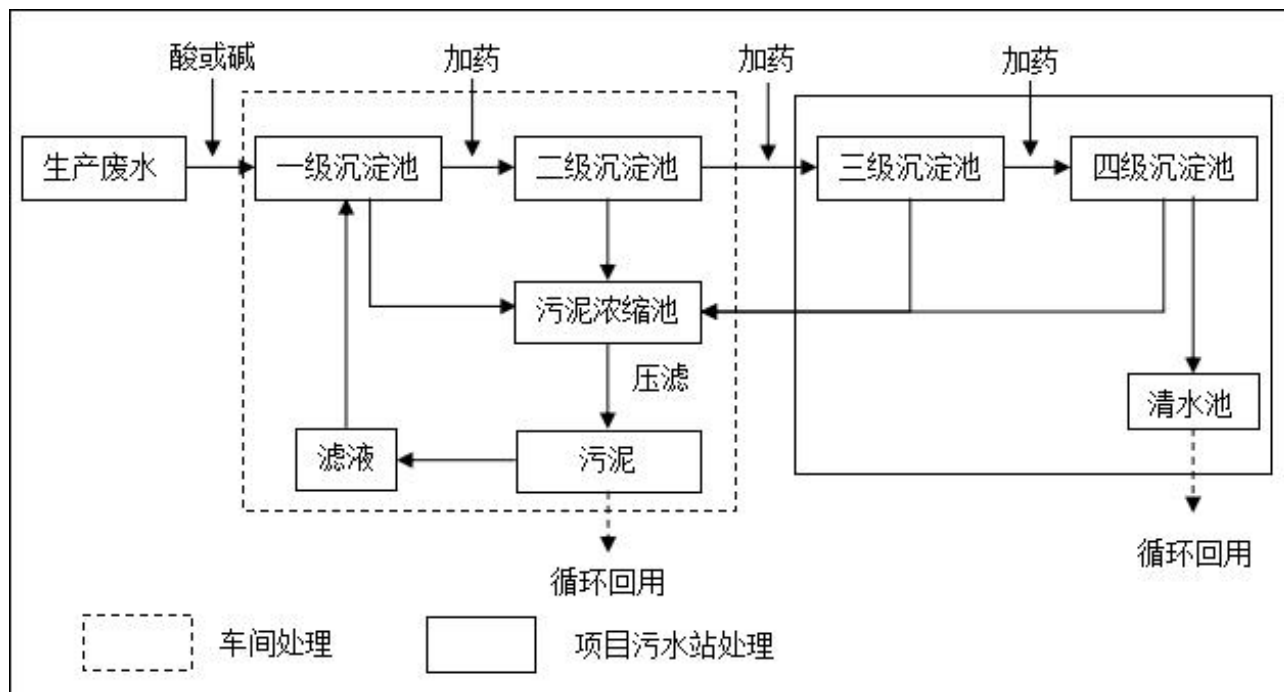 酸或碱
加药
加药
加药
生产废水
一级沉淀池
二级沉淀池
三级沉淀池
四级沉淀池
污泥浓缩池
压滤
清水池
滤液
污泥
循环回用
循环回用
车间处理
项目污水站处理